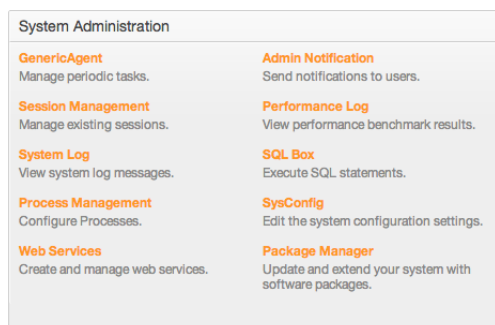 System Administration
GenericAgent
Manage periodic tasks.
Admin Notification
Send notifications to users.
Session Management
Manage existing sessions.
Performance Log
View performance benchmark results.
System Log
View system log messages.
SQL Box
Execute SQL statements.
Process Management
Configure Processes.
SysConfig
Edit the system configuration settings.
Web Services
Create and manage web services.
Package Manager
Update and extend your system with
software packages.